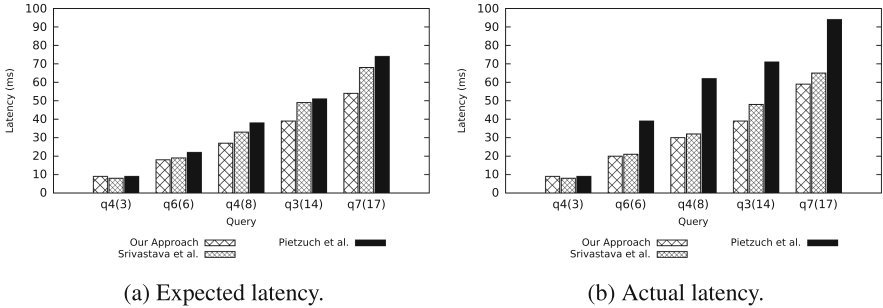 100
90
80
70
60
50
40
30
20
10
0
Latency (ms)
q4(3) q6(6) q4(8) q3(14) q7(17)
Query
Our Approach
Srivastava et al.
Pietzuch et al.
(a) Expected latency.
100
90
80
70
60
50
40
30
20
10
0
Latency (ms)
q4(3) q6(6) q4(8) q3(14) q7(17)
Query
Our Approach
Srivastava et al.
Pietzuch et al.
(b) Actual latency.